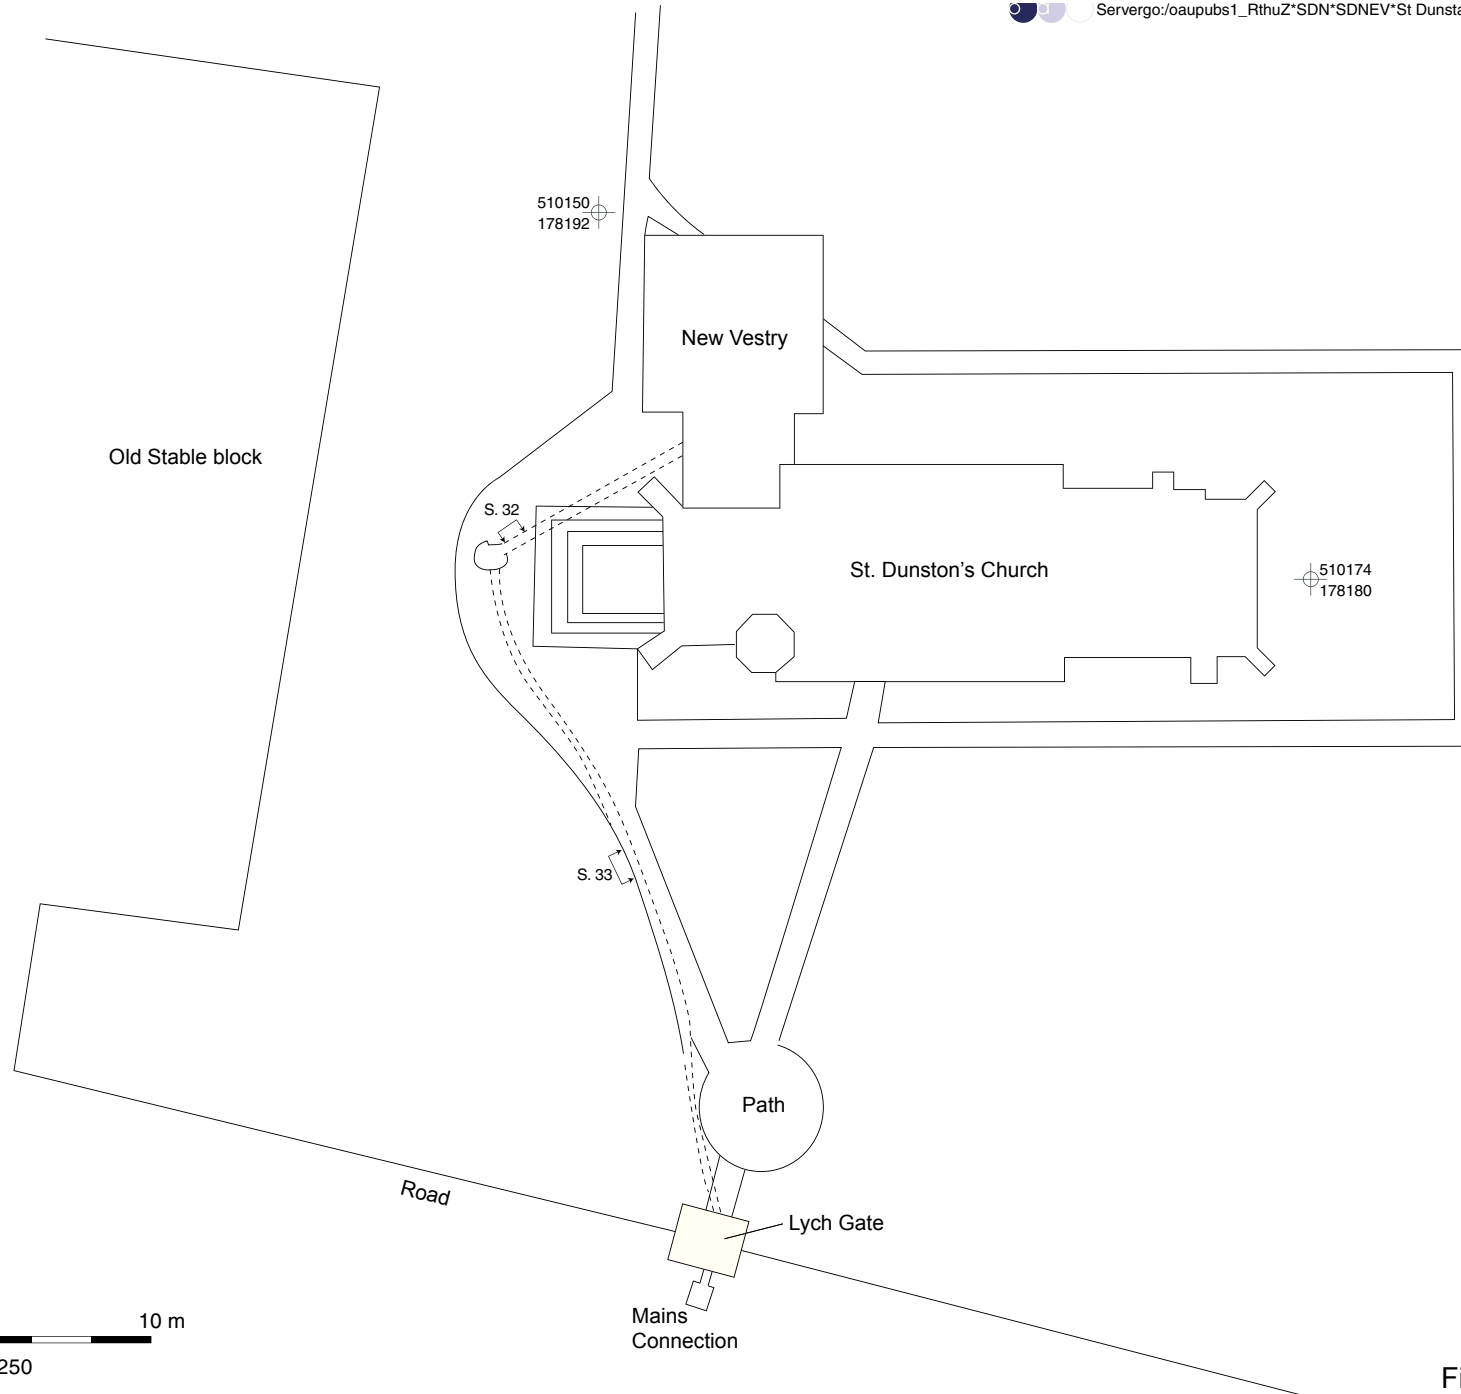 Servergo:/oaupubs1_RthuZ*SDN*SDNEV*St Dunsta
510150
178192
New Vestry
Old Stable block
S. 32
St. Dunston's Church
510174
178180
S. 33
Path
Road
Lych Gate
Mains
Connection
10 m
250
Fi